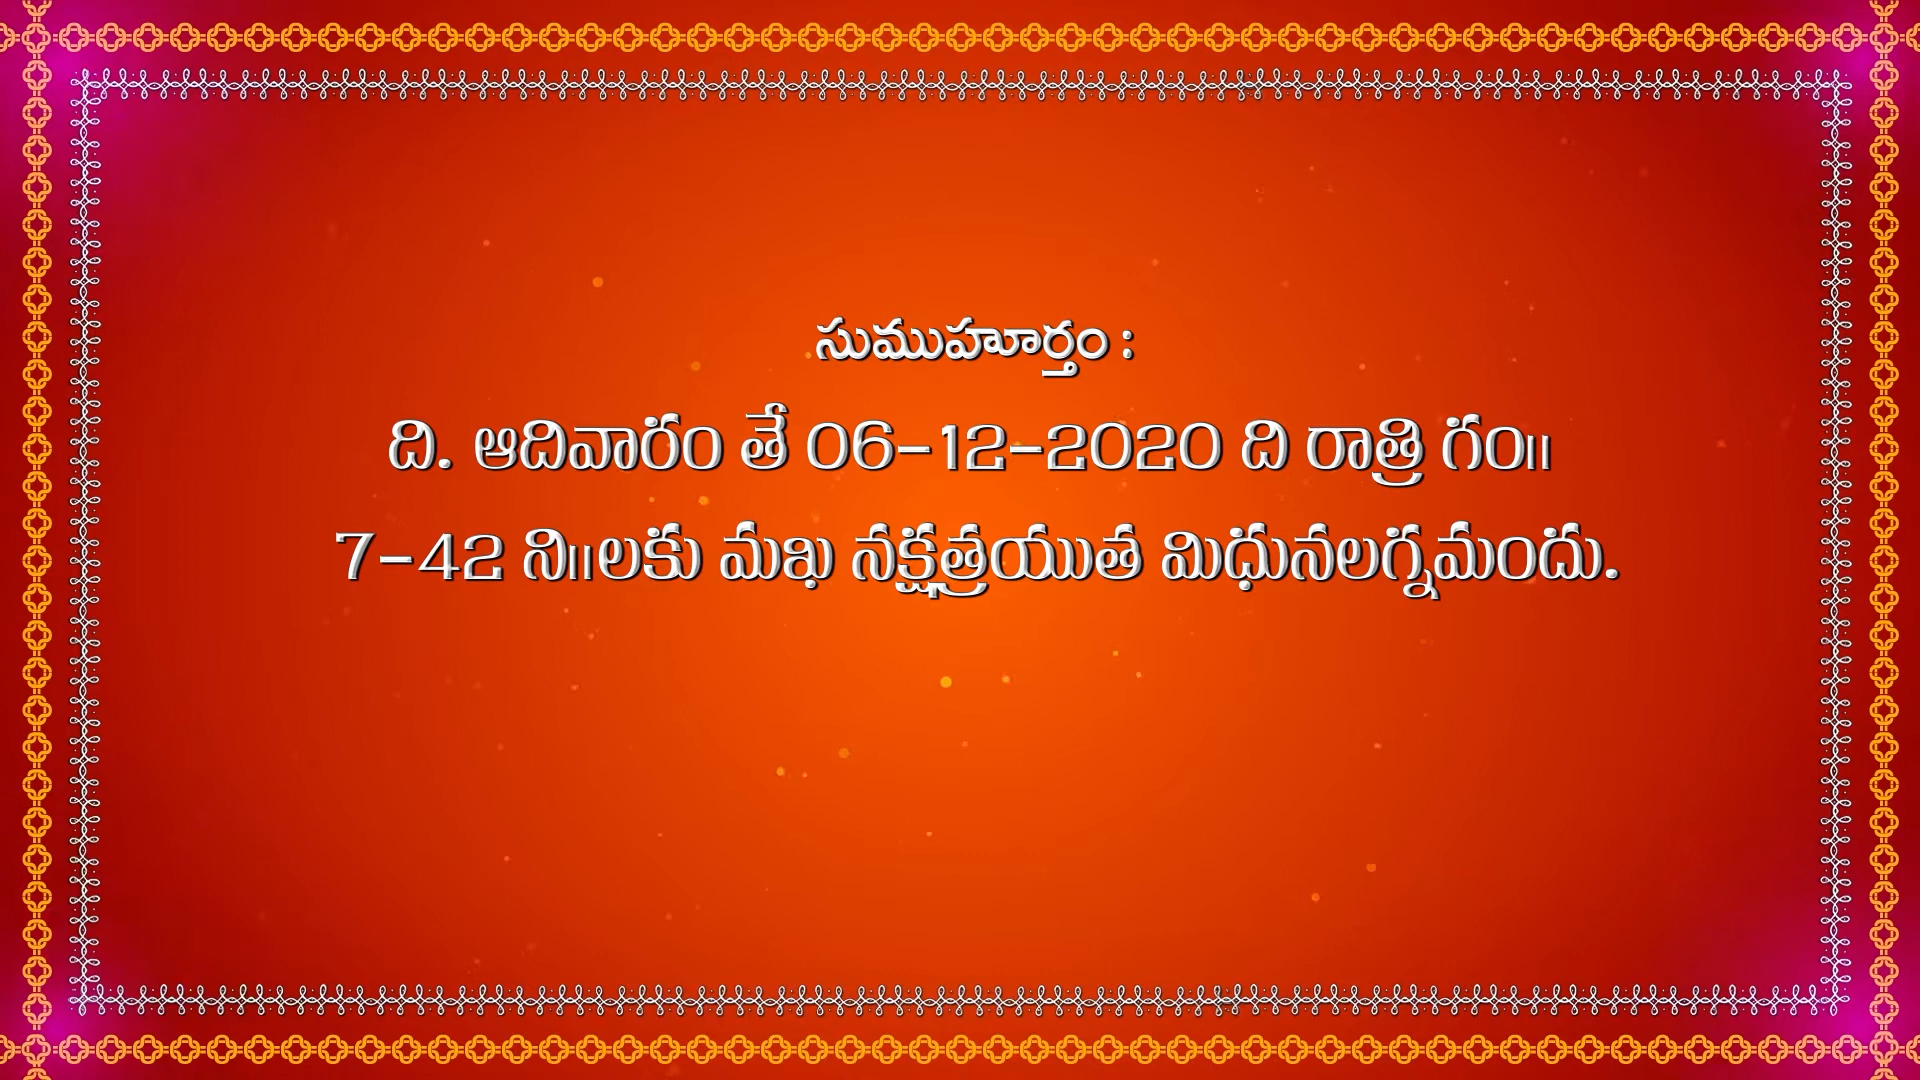 సుముహూర్తం :
ది. ఆదివారం తే 06-12-2020 ది రాత్రి గం॥
7-42 ని॥లకు మఖ నక్షత్రయుత మిధునలగ్నమందు.